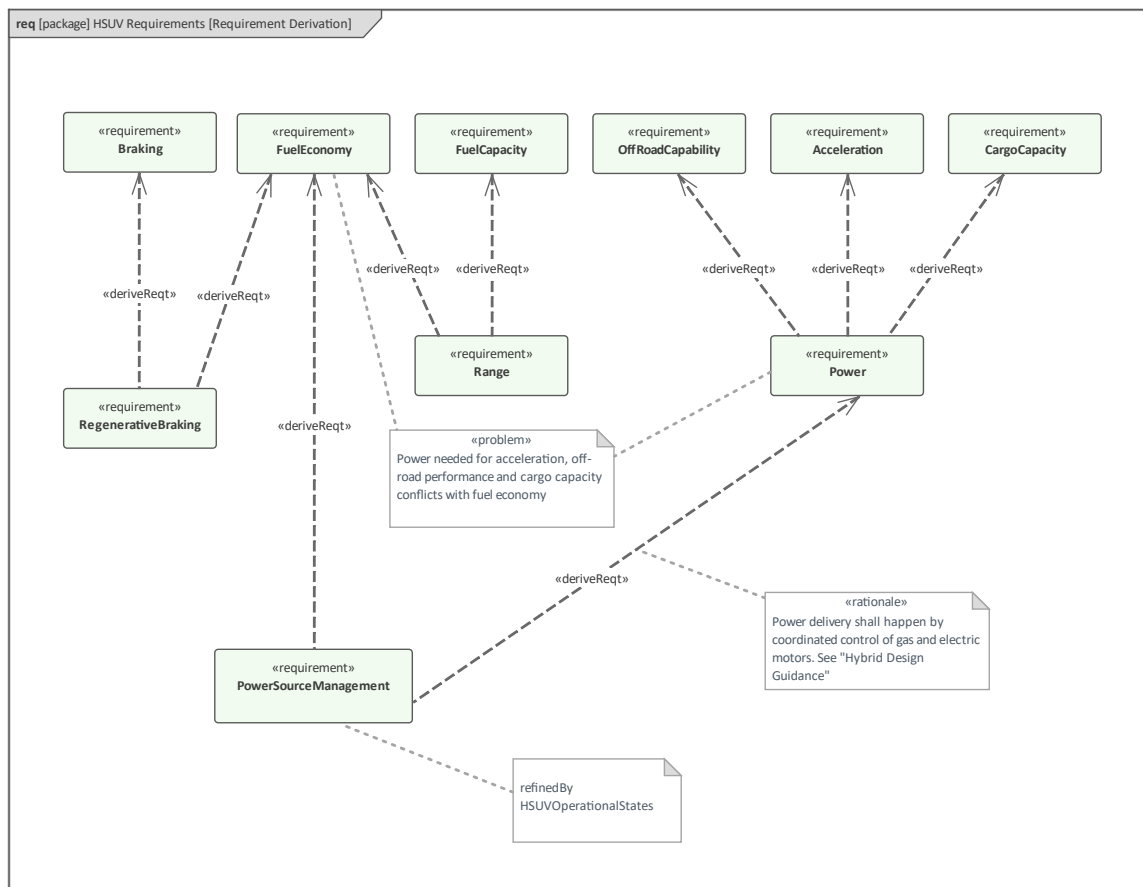 req [package] HSUV Requirements [Requirement Derivation]
«requirement»
Braking
«requirement»
FuelEconomy
«requirement»
FuelCapacity
«requirement»
OffRoadCapability
«requirement»
Acceleration
«requirement»
CargoCapacity
«deriveReqt»
«deriveReqt»
«deriveReqt»
«deriveReqt»
«deriveReqt»
«deriveReqt»
«deriveReqt»
«requirement»
Range
«requirement»
Power
«requirement»
RegenerativeBraking
«deriveReqt»
«problem»
Power needed for acceleration, off-
road performance and cargo capacity
conflicts with fuel economy
«deriveReqt»
«rationale»
Power delivery shall happen by
coordinated control of gas and electric
motors. See "Hybrid Design
Guidance"
«requirement»
PowerSourceManagement
refinedBy
HSUVOperationalStates